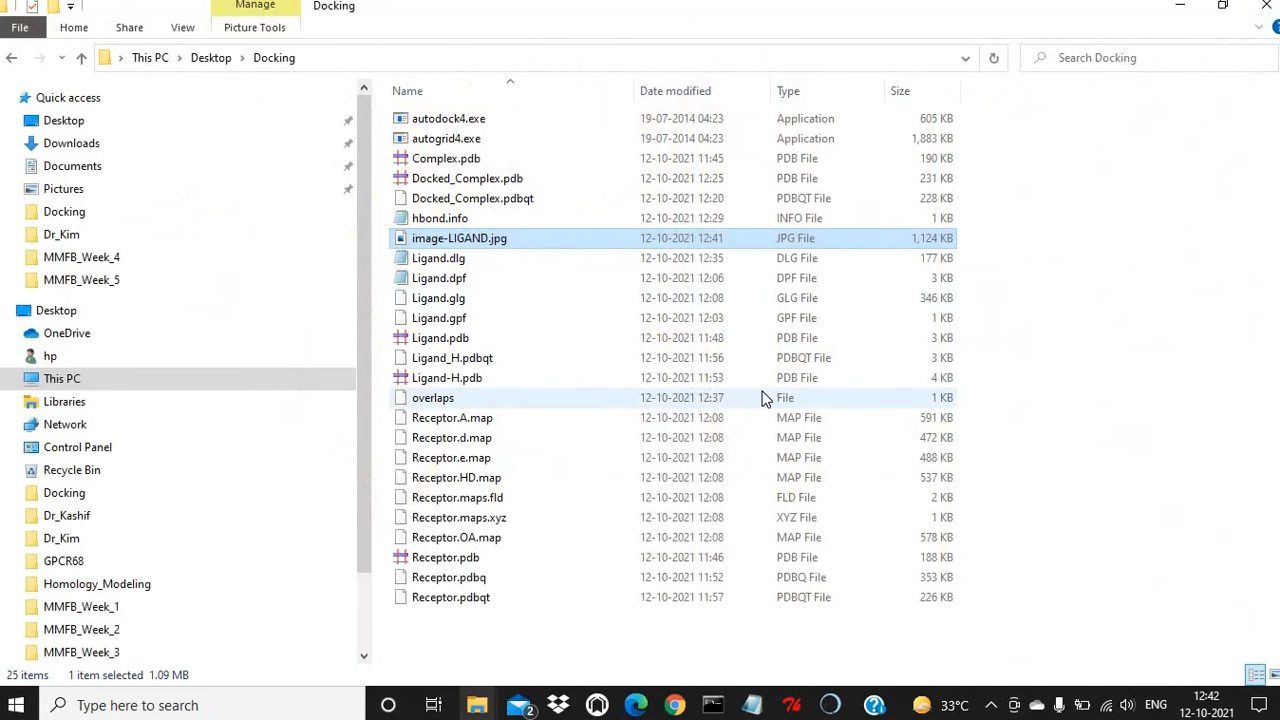 Manage Docking
File Home Share View Picture Tools
This PC Desktop Docking Search Docking
Name Date modified Type Size
Quick access
Desktop
Downloads
Documents
Pictures
Docking
Dr_Kim
MMFB_Week_4
MMFB_Week_5
Desktop
OneDrive
hp
This PC
Libraries
Network
Control Panel
Recycle Bin
Docking
Dr_Kashif
Dr_Kim
GPCR68
Homology_Modeling
MMFB_Week_1
MMFB_Week_2
MMFB_Week_3
autodock4.exe 19-07-2014 04:23 Application 605 KB
autogrid4.exe 19-07-2014 04:23 Application 1,883 KB
Complex.pdb 12-10-2021 11:45 PDB File 190 KB
Docked_Complex.pdb 12-10-2021 12:25 PDB File 231 KB
Docked_Complex.pdbqt 12-10-2021 12:27 PDBQT File 228 KB
hbond.info 12-10-2021 12:29 INFO File 1 KB
image-LIGAND.jpg 12-10-2021 12:41 JPG File 1,124 KB
Ligand.dlg 12-10-2021 12:35 DLG File 177 KB
Ligand.dpf 12-10-2021 12:06 DPF File 3 KB
Ligand.glg 12-10-2021 12:08 GLG File 346 KB
Ligand.gpf 12-10-2021 12:03 GPF File 1 KB
Ligand.pdb 12-10-2021 11:48 PDB File 3 KB
Ligand_H.pdbqt 12-10-2021 11:56 PDBQT File 3 KB
Ligand-H.pdb 12-10-2021 11:53 PDB File 4 KB
overlaps 12-10-2021 12:37 File 1 KB
Receptor.A.map 12-10-2021 12:08 MAP File 591 KB
Receptor.d.map 12-10-2021 12:08 MAP File 472 KB
Receptor.e.map 12-10-2021 12:08 MAP File 488 KB
Receptor.HD.map 12-10-2021 12:08 MAP File 537 KB
Receptor.maps.fld 12-10-2021 12:08 FLD File 2 KB
Receptor.maps.xyz 12-10-2021 12:08 XYZ File 1 KB
Receptor.OA.map 12-10-2021 12:08 MAP File 578 KB
Receptor.pdb 12-10-2021 11:46 PDB File 188 KB
Receptor.pdbq 12-10-2021 11:52 PDBQ File 353 KB
Receptor.pdbqt 12-10-2021 11:57 PDBQT File 226 KB
25 items 1 item selected 1.09 MB
Type here to search 2 33°C ENG 12:42
12-10-2021